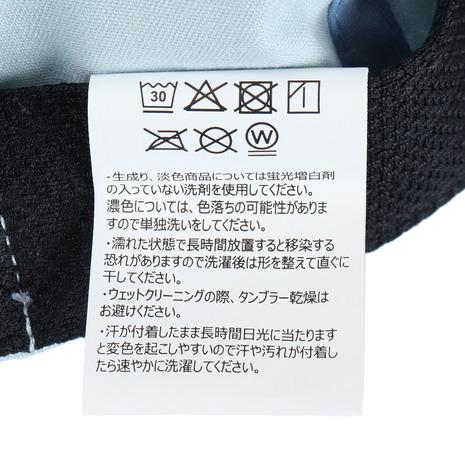 30
W
・生成り、淡色商品については蛍光増白剤
の入っていない洗剤を使用してください。
濃色については、色落ちの可能性がありま
すので単独洗いをしてください。
・濡れた状態で長時間放置すると移染する
恐れがありますので洗濯後は形を整えて直ぐに
干してください。
・ウェットクリーニングの際、タンブラー乾燥は
お避けください。
・汗が付着したまま長時間日光に当たります
と変色を起こしやすいので汗や汚れが付着し
たら速やかに洗濯してください。